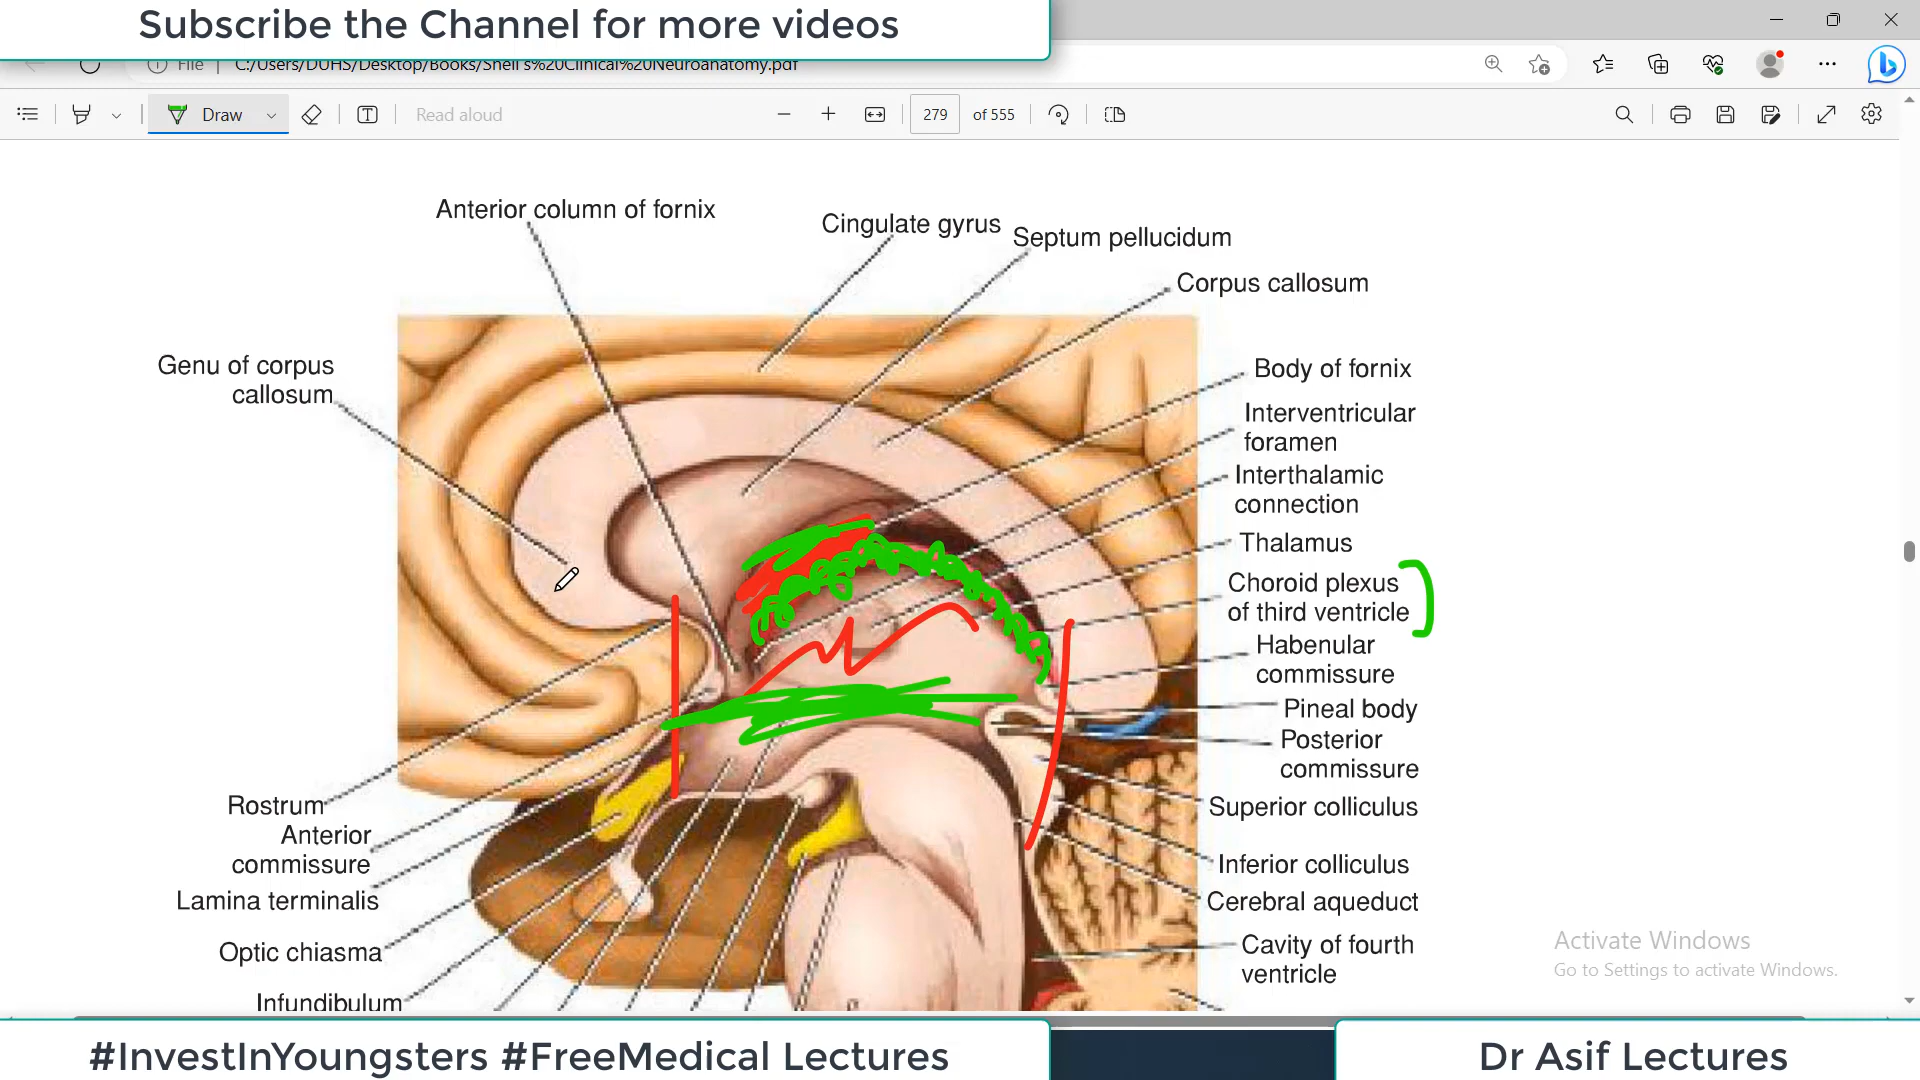 Subscribe the Channel for more videos
File | C:/Users/DUHS/Desktop/Books/Snell's%20Clinical%20Neuroanatomy.pdf
Draw
Read aloud
279 of 555
Anterior column of fornix
Cingulate gyrus
Septum pellucidum
Corpus callosum
Genu of corpus
callosum
Body of fornix
Interventricular
foramen
Interthalamic
connection
Thalamus
Choroid plexus
of third ventricle
Habenular
commissure
Pineal body
Posterior
commissure
Superior colliculus
Inferior colliculus
Cerebral aqueduct
Cavity of fourth
ventricle
Rostrum
Anterior
commissure
Lamina terminalis
Optic chiasma
Infundibulum
Activate Windows
Go to Settings to activate Windows.
#InvestInYoungsters #FreeMedical Lectures
Dr Asif Lectures